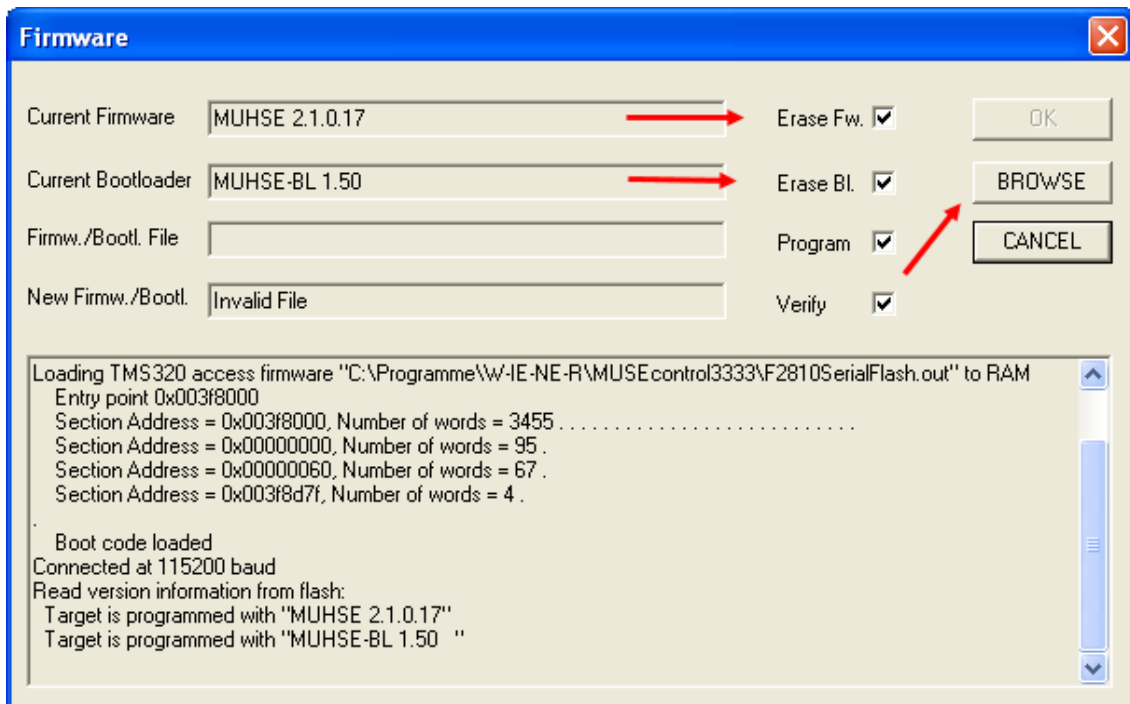 Firmware
Current Firmware MUHSE 2.1.0.17 Erase Fw. OK
Current Bootloader MUHSE-BL 1.50 Erase Bl. BROWSE
Firmw./Bootl. File Program CANCEL
New Firmw./Bootl. Invalid File Verify
Loading TMS320 access firmware "C:\Programme\W-IE-NE-R\MUSEcontrol3333\F2810SerialFlash.out" to RAM
Entry point 0x003f8000
Section Address = 0x003f8000, Number of words = 3455 . . . . . . . . . . . . . . . . . . . . . . . . . . .
Section Address = 0x00000000, Number of words = 95 .
Section Address = 0x00000060, Number of words = 67 .
Section Address = 0x003f8d7f, Number of words = 4 .
.
Boot code loaded
Connected at 115200 baud
Read version information from flash:
Target is programmed with "MUHSE 2.1.0.17"
Target is programmed with "MUHSE-BL 1.50   "